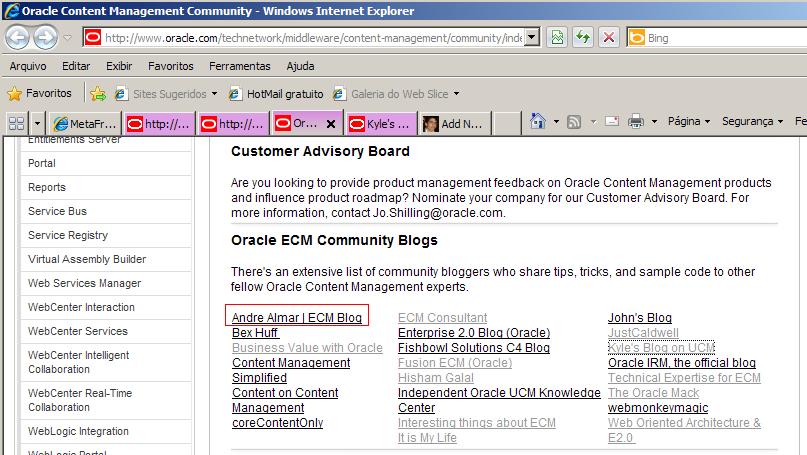 Oracle Content Management Community - Windows Internet Explorer
http://www.oracle.com/technetwork/middleware/content-management/community/inde
Bing
Arquivo Editar Exibir Favoritos Ferramentas Ajuda
Favoritos Sites Sugeridos HotMail gratuito Galeria do Web Slice
MetaFr... http://... http://... Or... Kyle's ... Add N... Página Segurança
Entitlements Server
Portal
Reports
Service Bus
Service Registry
Virtual Assembly Builder
Web Services Manager
WebCenter Interaction
WebCenter Services
WebCenter Intelligent
Collaboration
WebCenter Real-Time
Collaboration
WebLogic Integration
WebLogic Portal
Customer Advisory Board
Are you looking to provide product management feedback on Oracle Content Management products
and influence product roadmap? Nominate your company for our Customer Advisory Board. For
more information, contact Jo.Shilling@oracle.com.
Oracle ECM Community Blogs
There's an extensive list of community bloggers who share tips, tricks, and sample code to other
fellow Oracle Content Management experts.
Andre Almar | ECM Blog
Bex Huff
Business Value with Oracle
Content Management
Simplified
Content on Content
Management
coreContentOnly
ECM Consultant
Enterprise 2.0 Blog (Oracle)
Fishbowl Solutions C4 Blog
Fusion ECM (Oracle)
Hisham Galal
Independent Oracle UCM Knowledge
Center
Interesting things about ECM
It is My Life
John's Blog
JustCaldwell
Kyle's Blog on UCM
Oracle IRM, the official blog
Technical Expertise for ECM
The Oracle Mack
webmonkeymagic
Web Oriented Architecture &
E2.0